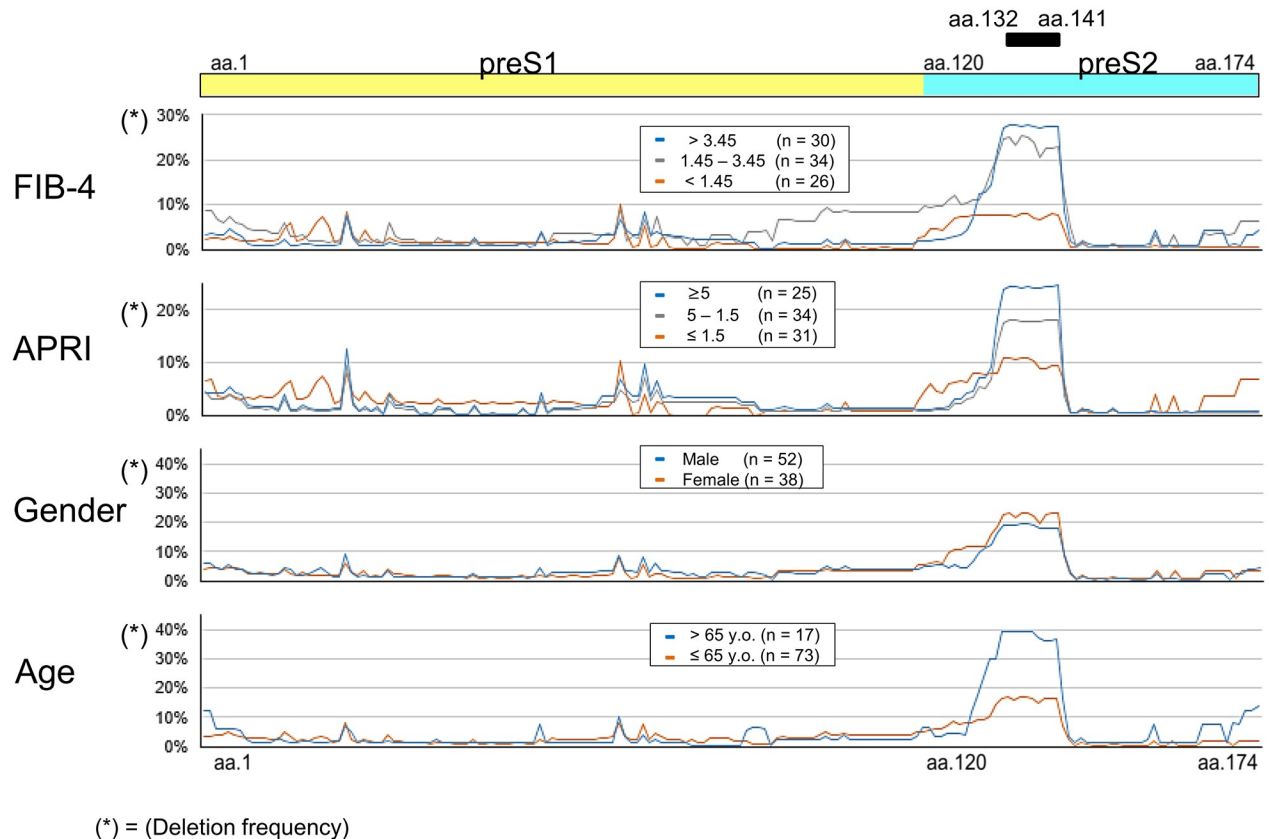 aa.132 aa.141
aa.1 preS1 aa.120 preS2 aa.174
(*) 30%
20%
10%
0%
FIB-4
> 3.45 (n = 30)
1.45 – 3.45 (n = 34)
< 1.45 (n = 26)
(*) 20%
10%
0%
APRI
≥5 (n = 25)
5 – 1.5 (n = 34)
≤ 1.5 (n = 31)
(*) 40%
30%
20%
10%
0%
Gender
Male (n = 52)
Female (n = 38)
(*) 40%
30%
20%
10%
0%
Age
> 65 y.o. (n = 17)
≤ 65 y.o. (n = 73)
aa.1 aa.120 aa.174
(*) = (Deletion frequency)